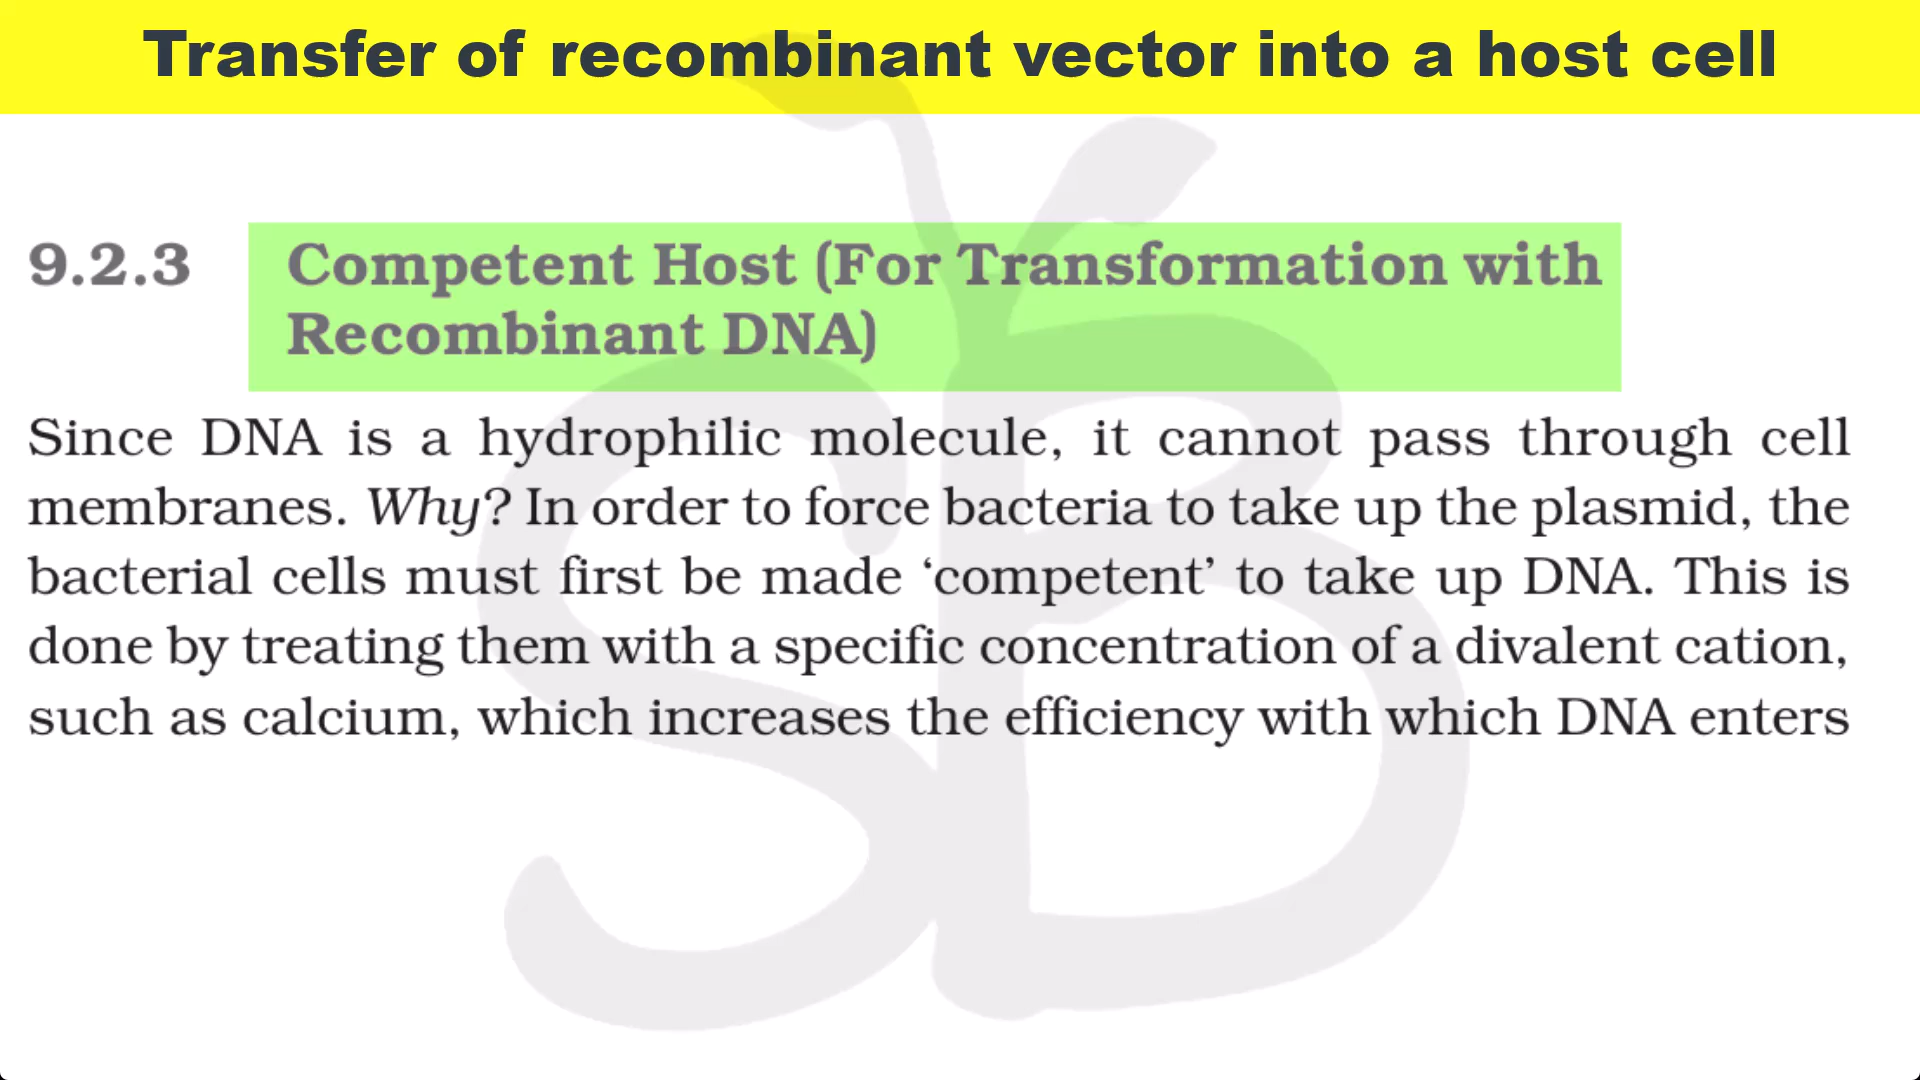 Transfer of recombinant vector into a host cell
9.2.3 Competent Host (For Transformation with
Recombinant DNA)
Since DNA is a hydrophilic molecule, it cannot pass through cell
membranes. Why? In order to force bacteria to take up the plasmid, the
bacterial cells must first be made ‘competent’ to take up DNA. This is
done by treating them with a specific concentration of a divalent cation,
such as calcium, which increases the efficiency with which DNA enters
SB